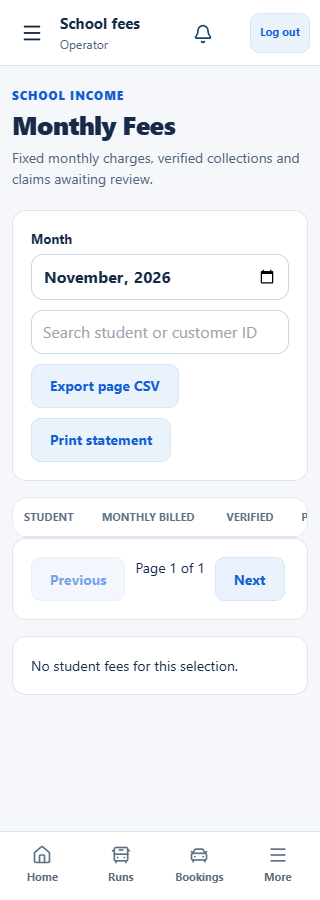 School fees
Operator
Log out
SCHOOL INCOME
Monthly Fees
Fixed monthly charges, verified collections and
claims awaiting review.
Month
November, 2026
Search student or customer ID
Export page CSV
Print statement
STUDENT MONTHLY BILLED VERIFIED
Previous Page 1 of 1 Next
No student fees for this selection.
Home Runs Bookings More